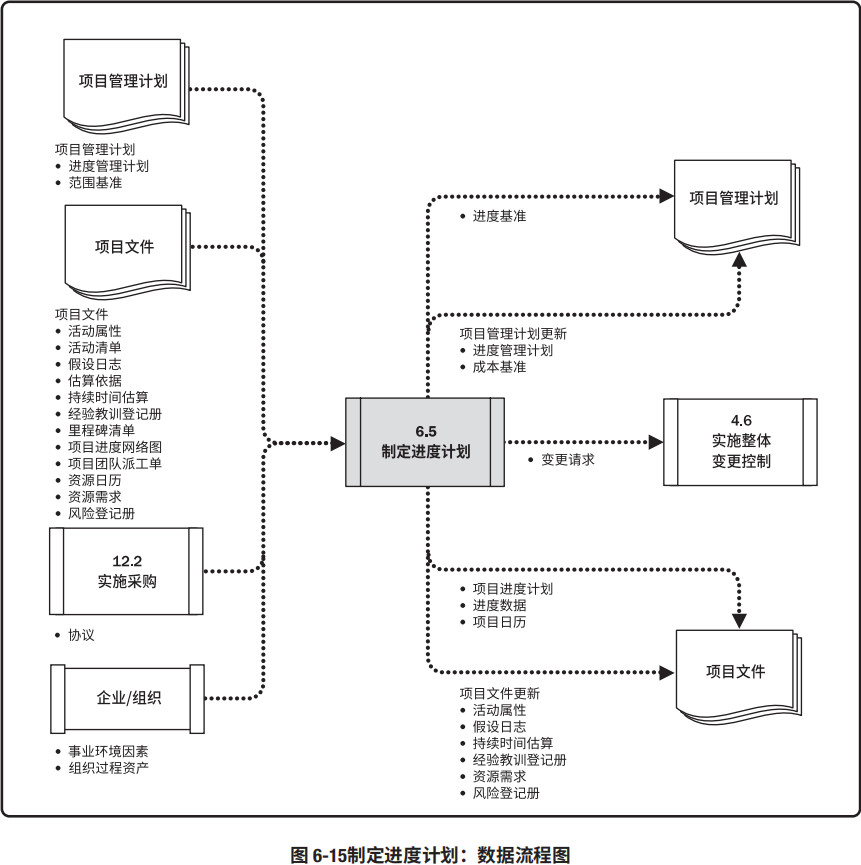 项目管理计划
项目管理计划
• 进度管理计划
• 范围基准
项目文件
项目文件
• 活动属性
• 活动清单
• 假设日志
• 估算依据
• 持续时间估算
• 经验教训登记册
• 里程碑清单
• 项目进度网络图
• 项目团队派工单
• 资源日历
• 资源需求
• 风险登记册
12.2
实施采购
• 协议
企业/组织
• 事业环境因素
• 组织过程资产
6.5
制定进度计划
• 进度基准
项目管理计划
项目管理计划更新
• 进度管理计划
• 成本基准
• 变更请求
4.6
实施整体
变更控制
• 项目进度计划
• 进度数据
• 项目日历
项目文件
项目文件更新
• 活动属性
• 假设日志
• 持续时间估算
• 经验教训登记册
• 资源需求
• 风险登记册
图 6-15制定进度计划：数据流程图